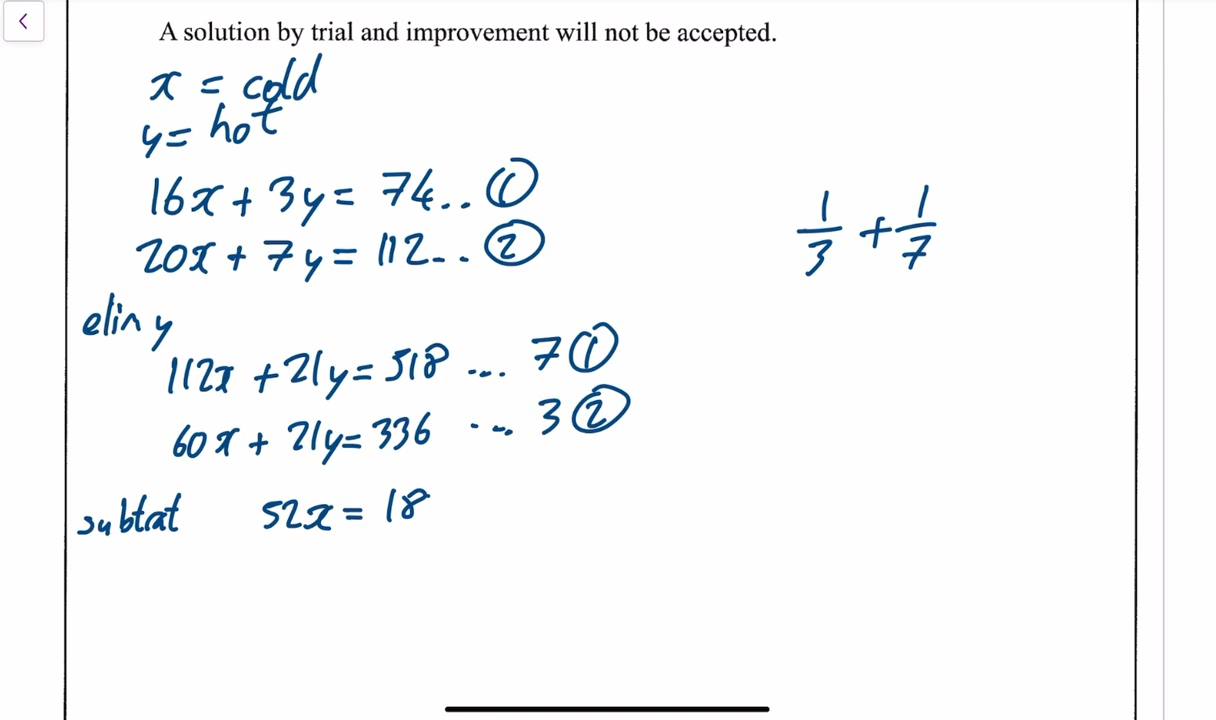 A solution by trial and improvement will not be accepted.
x = cold
y = hot
16x + 3y = 74.. ①
20x + 7y = 112.. ②
1/3 + 1/7
elin y
112x + 21y = 518 ... 7①
60x + 21y = 336 ... 3②
subtrat 52x = 18